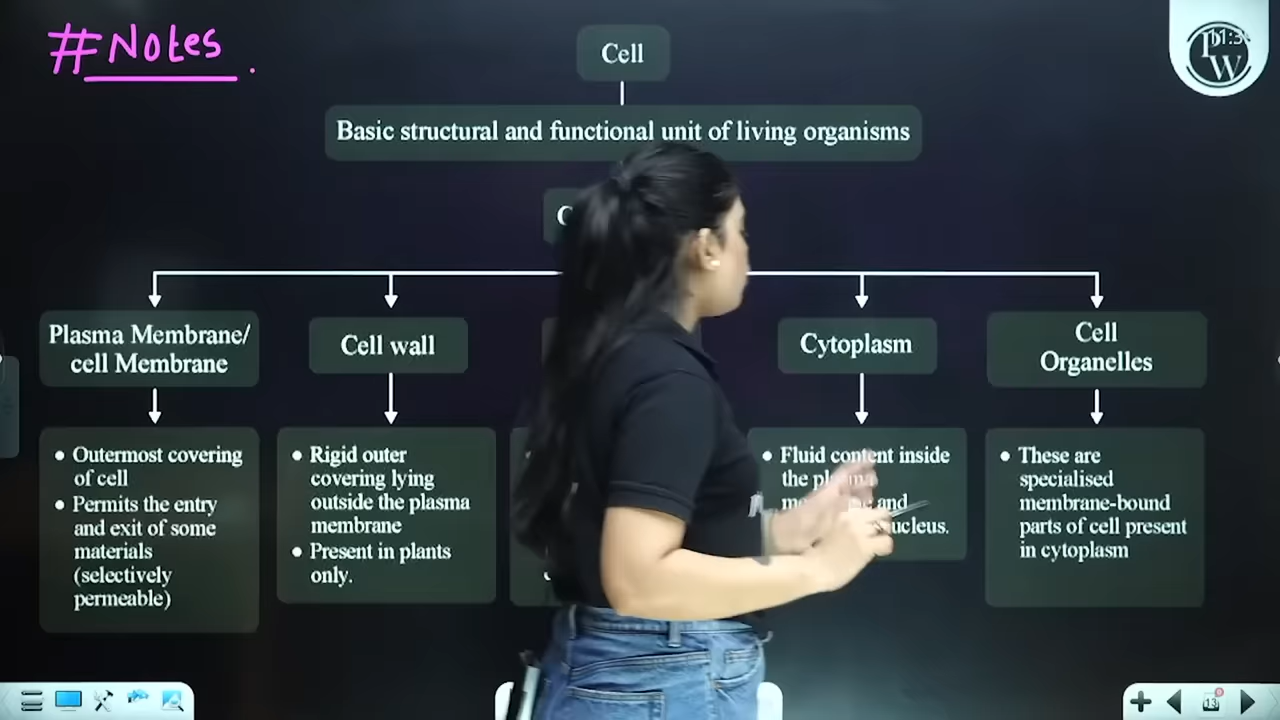 #Notes.
Cell
Basic structural and functional unit of living organisms
Plasma Membrane/
cell Membrane
Cell wall
Cytoplasm
Cell
Organelles
• Outermost covering
of cell
• Permits the entry
and exit of some
materials
(selectively
permeable)
• Rigid outer
covering lying
outside the plasma
membrane
• Present in plants
only.
• Fluid content inside
the
and
• These are
specialised
membrane-bound
parts of cell present
in cytoplasm
PW
13